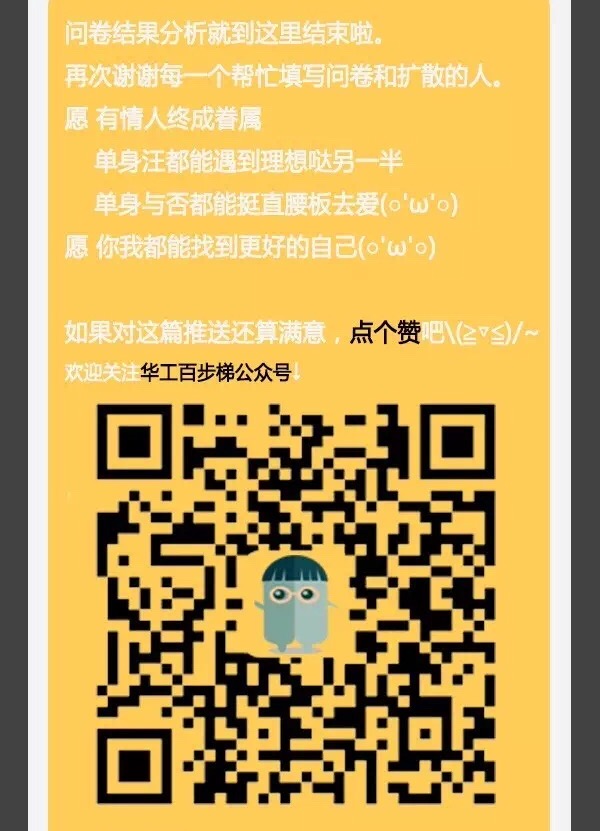 问卷结果分析就到这里结束啦。
再次谢谢每一个帮忙填写问卷和扩散的人。
愿 有情人终成眷属
单身汪都能遇到理想哒另一半
单身与否都能挺直腰板去爱(○'ω'○)
愿 你我都能找到更好的自己(○'ω'○)
如果对这篇推送还算满意，点个赞吧\(≧▿≦)/~
欢迎关注华工百步梯公众号↓